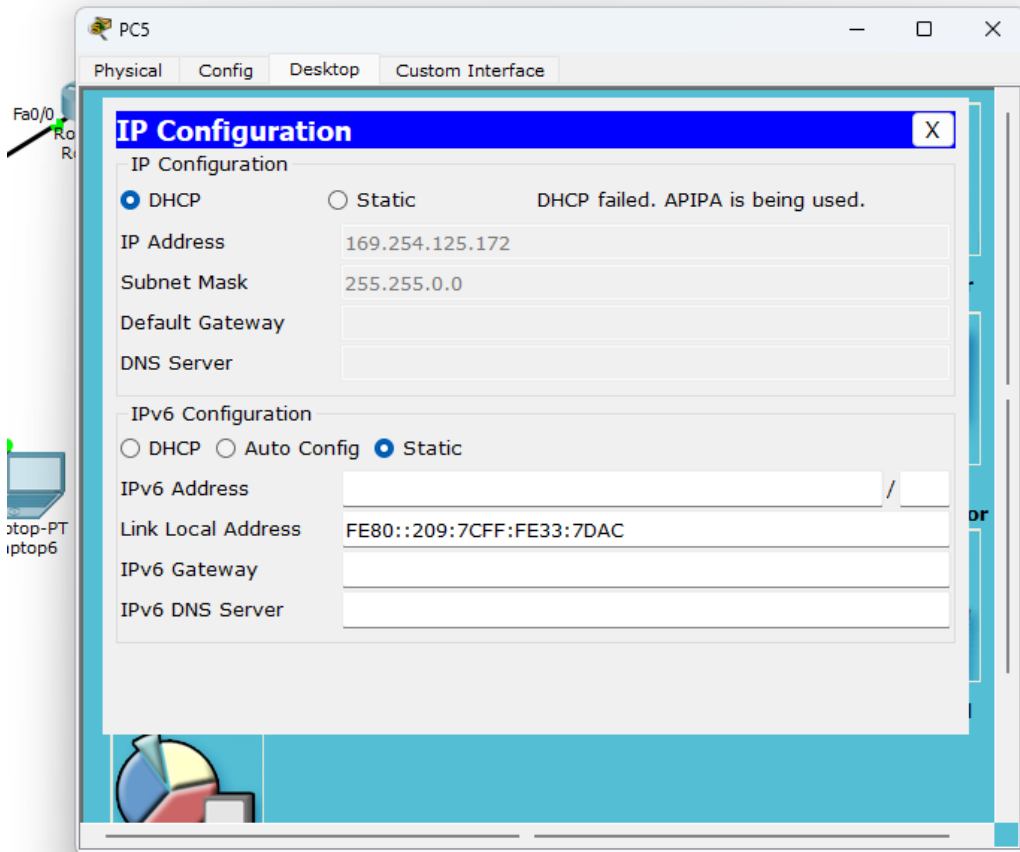 PC5
Physical Config Desktop Custom Interface
Fa0/0
IP Configuration X
IP Configuration
DHCP Static DHCP failed. APIPA is being used.
IP Address 169.254.125.172
Subnet Mask 255.255.0.0
Default Gateway
DNS Server
IPv6 Configuration
DHCP Auto Config Static
IPv6 Address /
Link Local Address FE80::209:7CFF:FE33:7DAC
IPv6 Gateway
IPv6 DNS Server